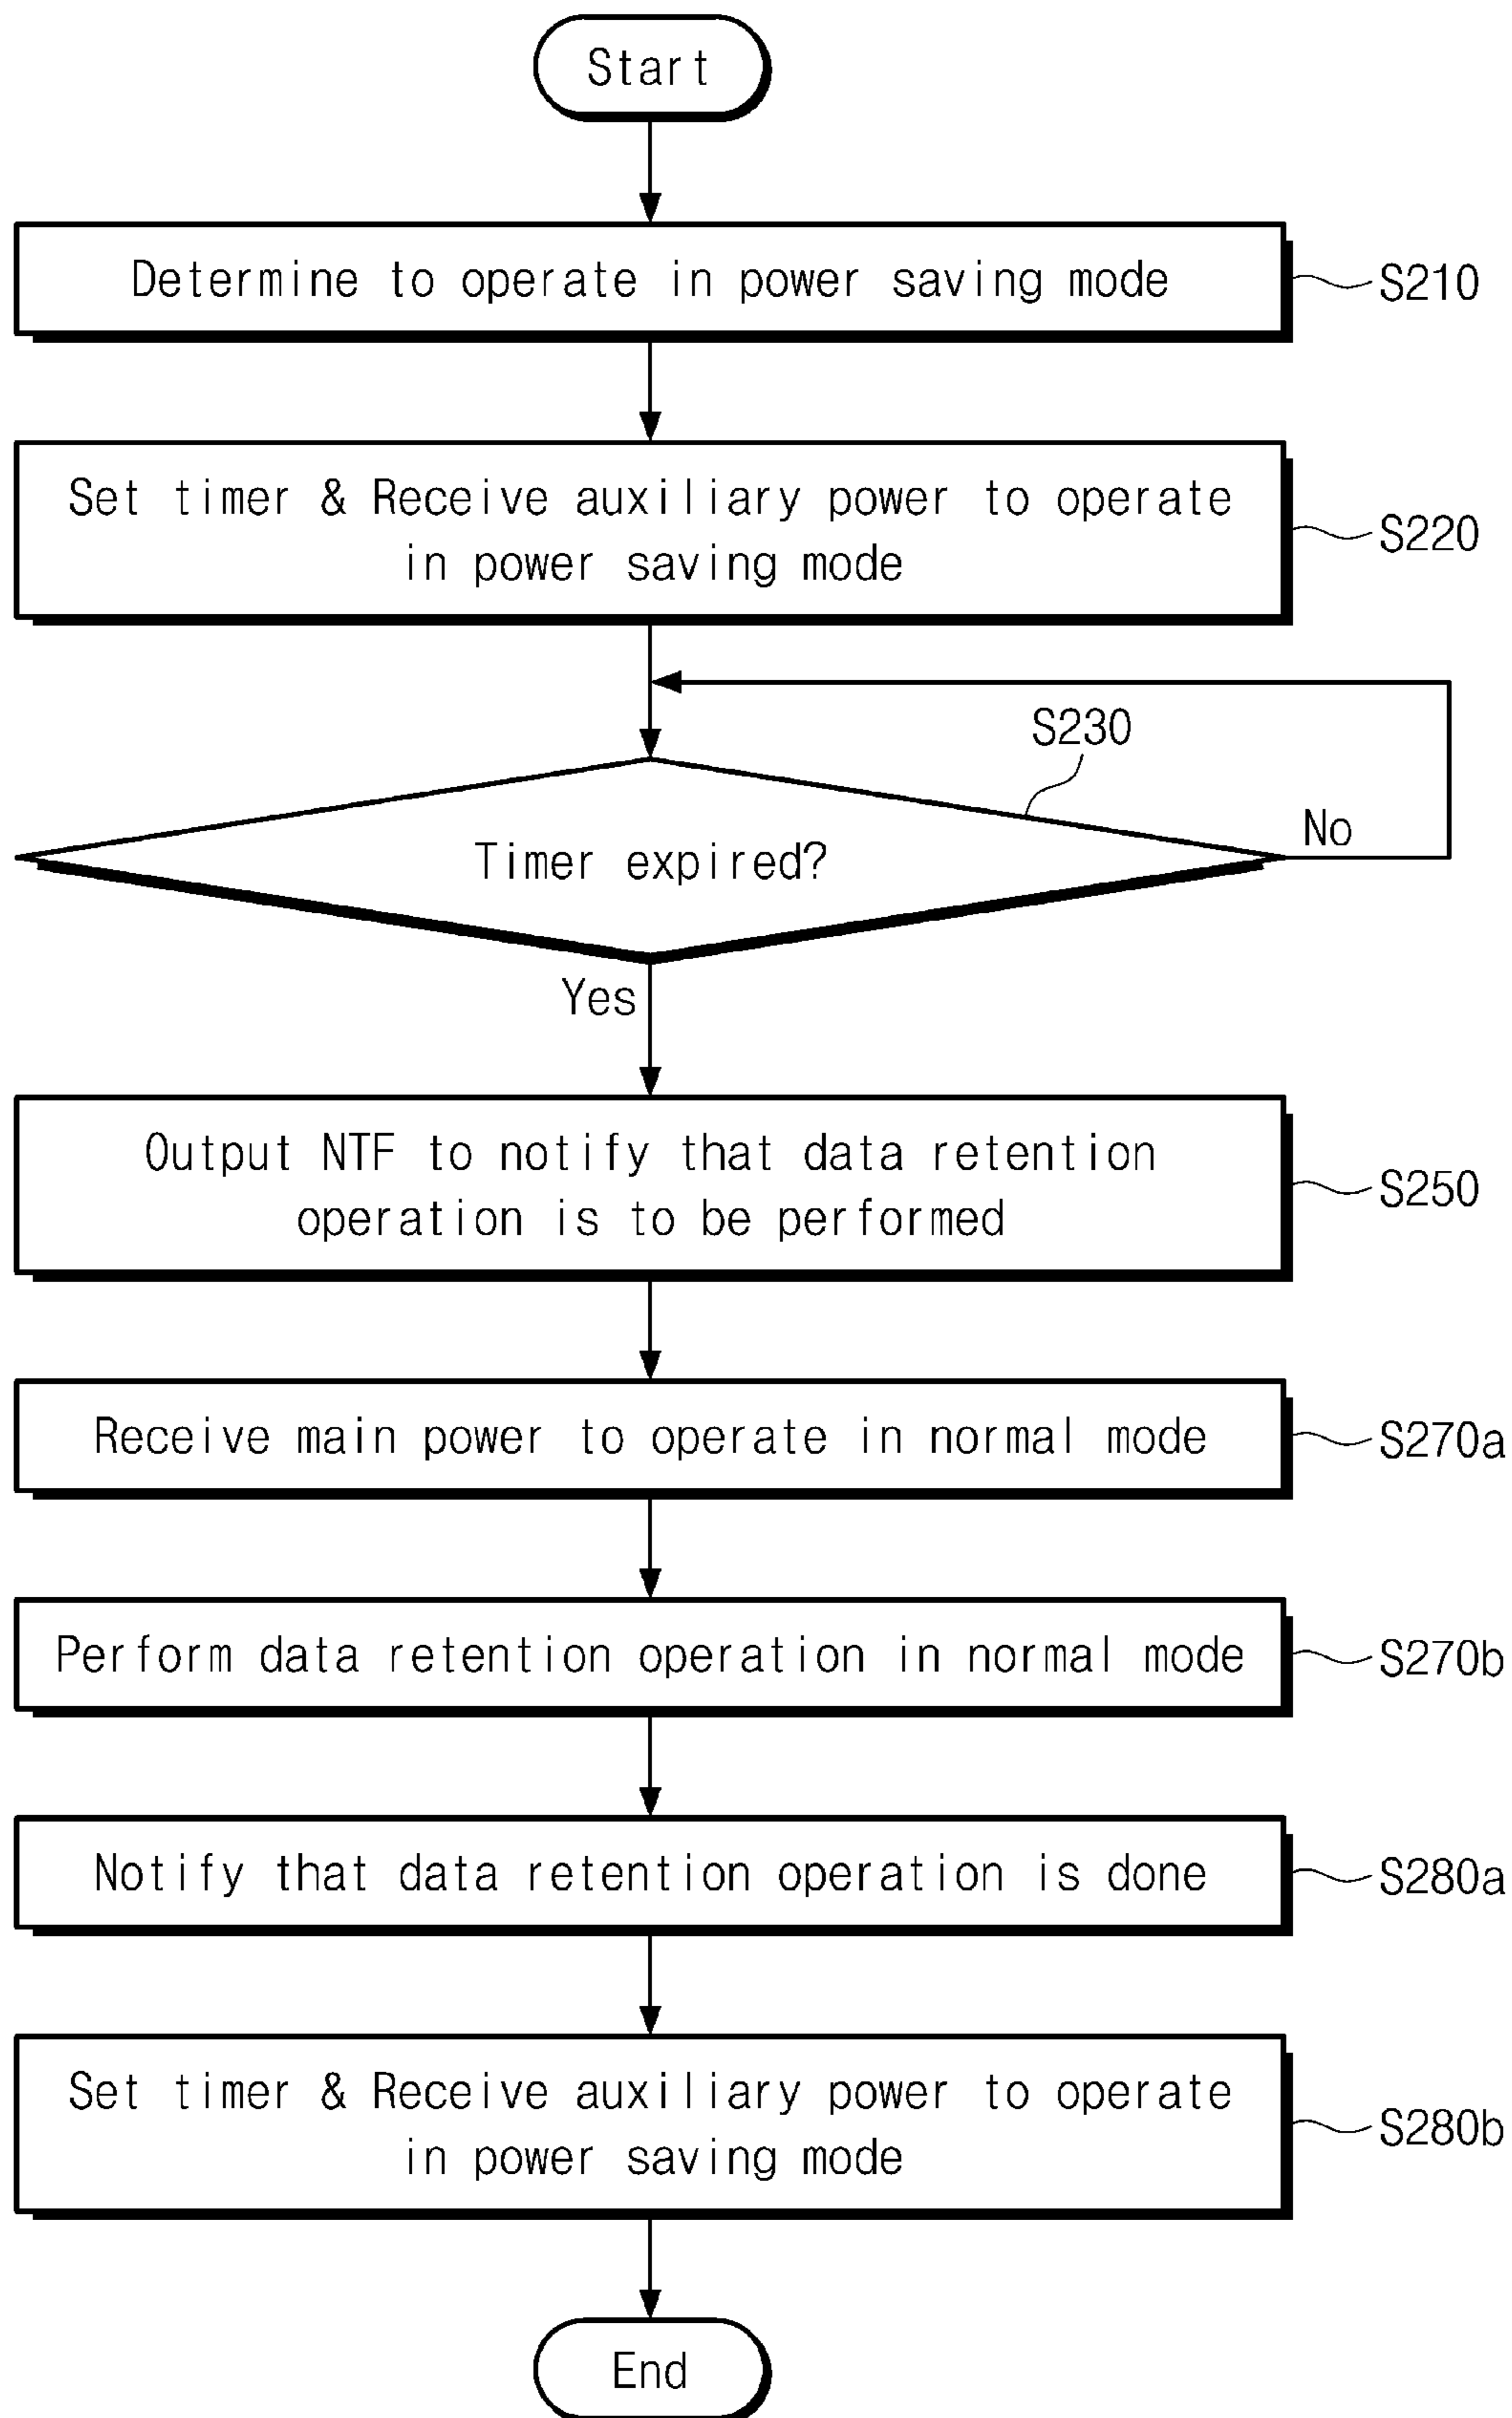 Start
Determine to operate in power saving mode
S210
Set timer & Receive auxiliary power to operate
in power saving mode
S220
S230
Timer expired?
No
Yes
Output NTF to notify that data retention
operation is to be performed
S250
Receive main power to operate in normal mode
S270a
Perform data retention operation in normal mode
S270b
Notify that data retention operation is done
S280a
Set timer & Receive auxiliary power to operate
in power saving mode
S280b
End